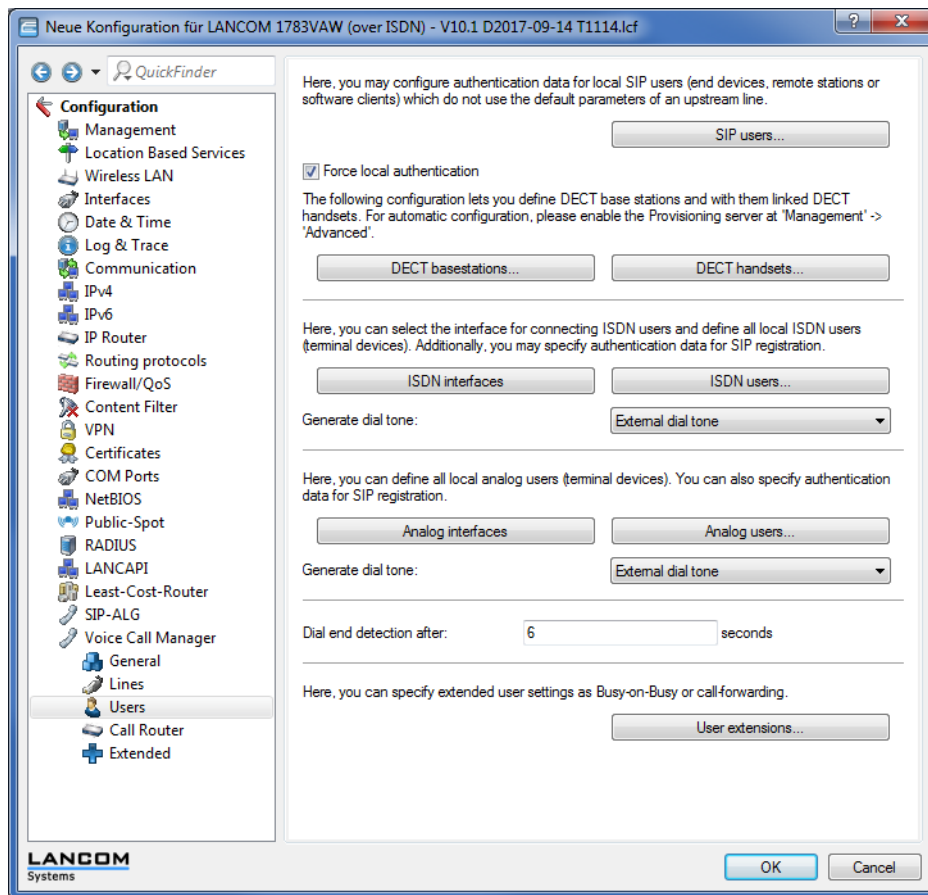 Neue Konfiguration für LANCOM 1783VAW (over ISDN) - V10.1 D2017-09-14 T1114.lcf
QuickFinder
Configuration
Management
Location Based Services
Wireless LAN
Interfaces
Date & Time
Log & Trace
Communication
IPv4
IPv6
IP Router
Routing protocols
Firewall/QoS
Content Filter
VPN
Certificates
COM Ports
NetBIOS
Public-Spot
RADIUS
LANCAPI
Least-Cost-Router
SIP-ALG
Voice Call Manager
General
Lines
Users
Call Router
Extended
Here, you may configure authentication data for local SIP users (end devices, remote stations or
software clients) which do not use the default parameters of an upstream line.
SIP users...
Force local authentication
The following configuration lets you define DECT base stations and with them linked DECT
handsets. For automatic configuration, please enable the Provisioning server at 'Management' ->
'Advanced'.
DECT basestations... DECT handsets...
Here, you can select the interface for connecting ISDN users and define all local ISDN users
(terminal devices). Additionally, you may specify authentication data for SIP registration.
ISDN interfaces ISDN users...
Generate dial tone: External dial tone
Here, you can define all local analog users (terminal devices). You can also specify authentication
data for SIP registration.
Analog interfaces Analog users...
Generate dial tone: External dial tone
Dial end detection after: 6 seconds
Here, you can specify extended user settings as Busy-on-Busy or call-forwarding.
User extensions...
LANCOM
Systems
OK Cancel